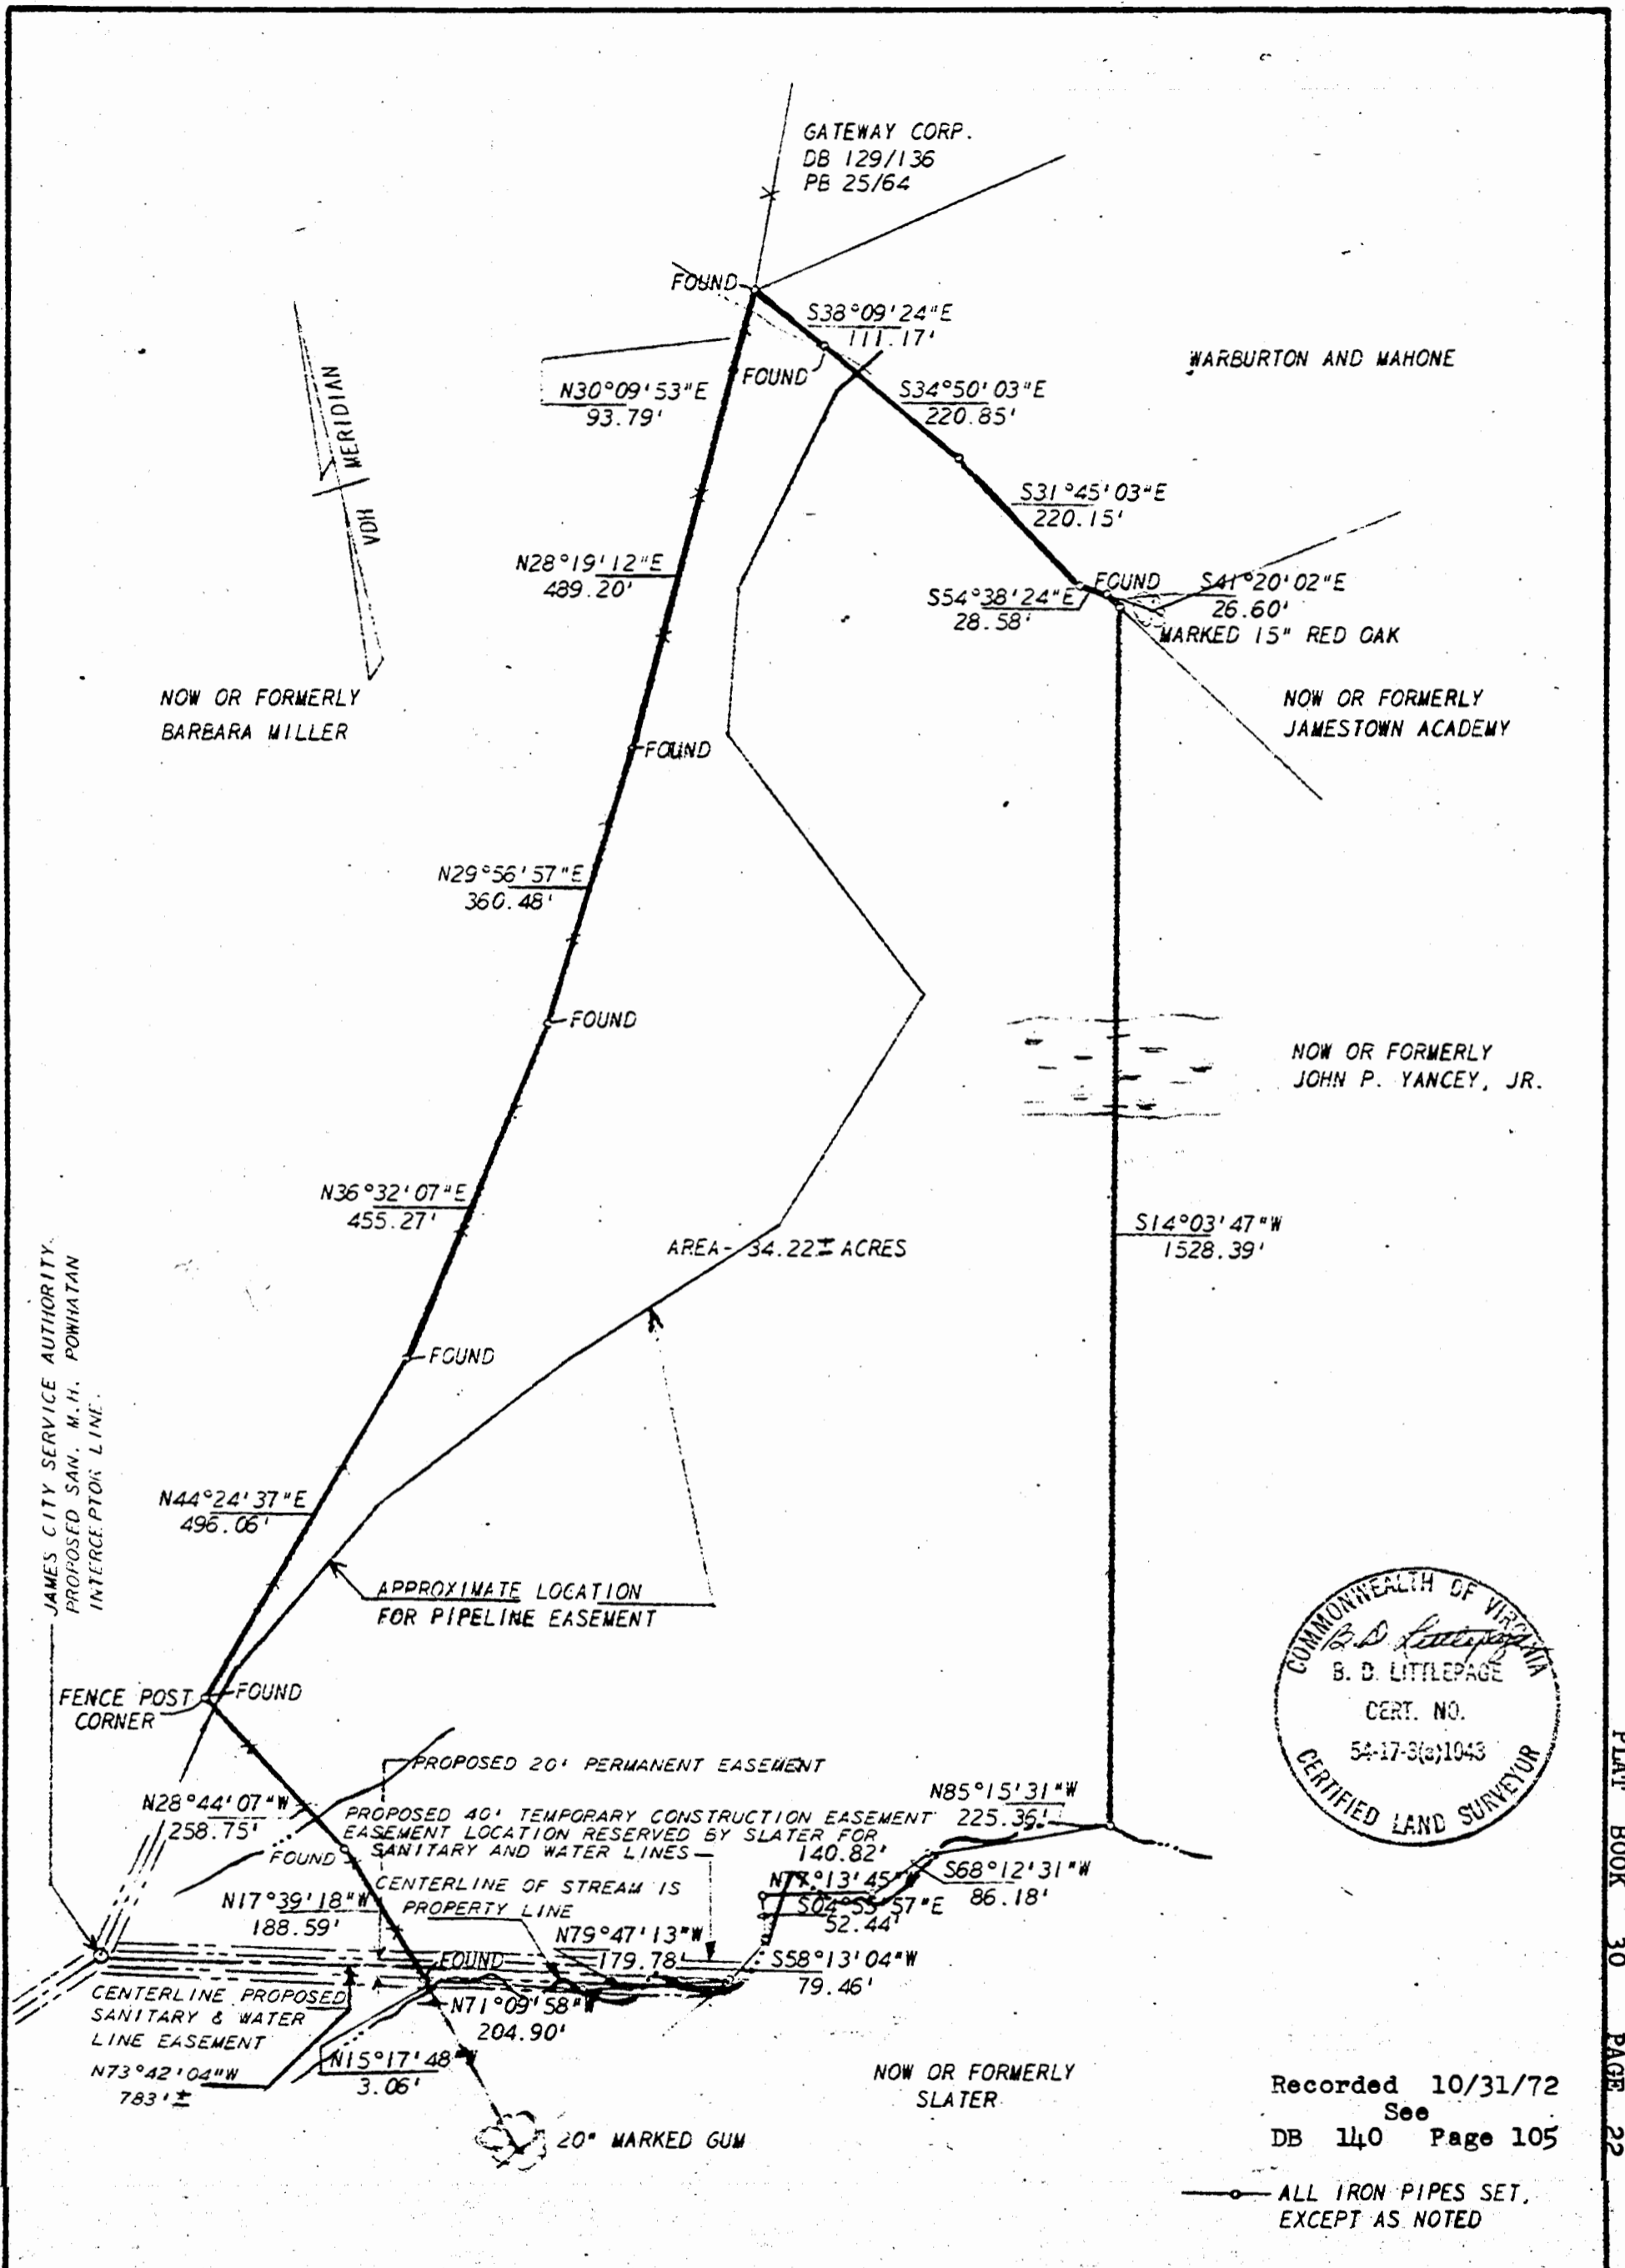 GATEWAY CORP.
DB 129/136
PB 25/64
FOUND
S38°09'24"E
111.17'
FOUND
N30°09'53"E
93.79'
WARBURTON AND MAHONE
S34°50'03"E
220.85'
MERIDIAN
VDH
S31°45'03"E
220.15'
N28°19'12"E
489.20'
FOUND
S41°20'02"E
26.60'
S54°38'24"E
28.58'
MARKED 15" RED OAK
NOW OR FORMERLY
BARBARA MILLER
NOW OR FORMERLY
JAMESTOWN ACADEMY
FOUND
N29°56'57"E
360.48'
FOUND
NOW OR FORMERLY
JOHN P. YANCEY, JR.
N36°32'07"E
455.27'
S14°03'47"W
1528.39'
AREA- 34.22± ACRES
JAMES CITY SERVICE AUTHORITY.
PROPOSED SAN. M.H. POWHATAN
INTERCEPTOR LINE.
FOUND
N44°24'37"E
496.06'
APPROXIMATE LOCATION
FOR PIPELINE EASEMENT
COMMONWEALTH OF VIRGINIA
B. D. LITTLEPAGE
CERT. NO.
54-17-3(a)1043
CERTIFIED LAND SURVEYOR
FOUND
FENCE POST
CORNER
PROPOSED 20' PERMANENT EASEMENT
N28°44'07"W
258.75'
PROPOSED 40' TEMPORARY CONSTRUCTION EASEMENT
EASEMENT LOCATION RESERVED BY SLATER FOR
SANITARY AND WATER LINES
N85°15'31"W
225.36'
FOUND
140.82'
N77°13'45"W
S68°12'31"W
86.18'
CENTERLINE OF STREAM IS
PROPERTY LINE
N17°39'18"W
188.59'
S04°55'57"E
52.44'
N79°47'13"W
179.78'
S58°13'04"W
79.46'
FOUND
CENTERLINE PROPOSED
SANITARY & WATER
LINE EASEMENT
N71°09'58"W
204.90'
N73°42'04"W
783'±
N15°17'48"W
3.06'
NOW OR FORMERLY
SLATER
20" MARKED GUM
Recorded 10/31/72
See
DB 140 Page 105
ALL IRON PIPES SET,
EXCEPT AS NOTED
PLAT BOOK 30 PAGE 22